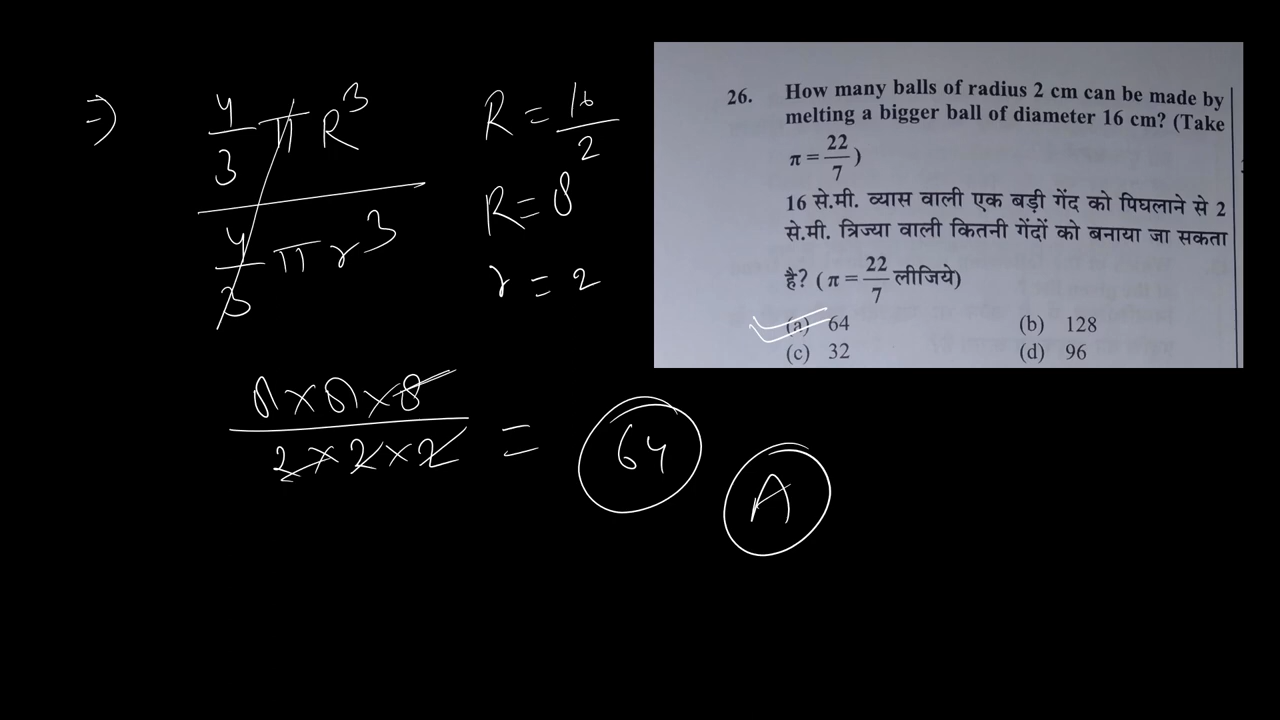 ⇒ 4/3 π R³
4/3 π r³
R = 16/2
R = 8
r = 2
8 × 8 × 8
2 × 2 × 2
= 64
A
26. How many balls of radius 2 cm can be made by
melting a bigger ball of diameter 16 cm? (Take
π = 22/7)
16 से.मी. व्यास वाली एक बड़ी गेंद को पिघलाने से 2
से.मी. त्रिज्या वाली कितनी गेंदों को बनाया जा सकता
है? (π = 22/7 लीजिये)
(a) 64 (b) 128
(c) 32 (d) 96